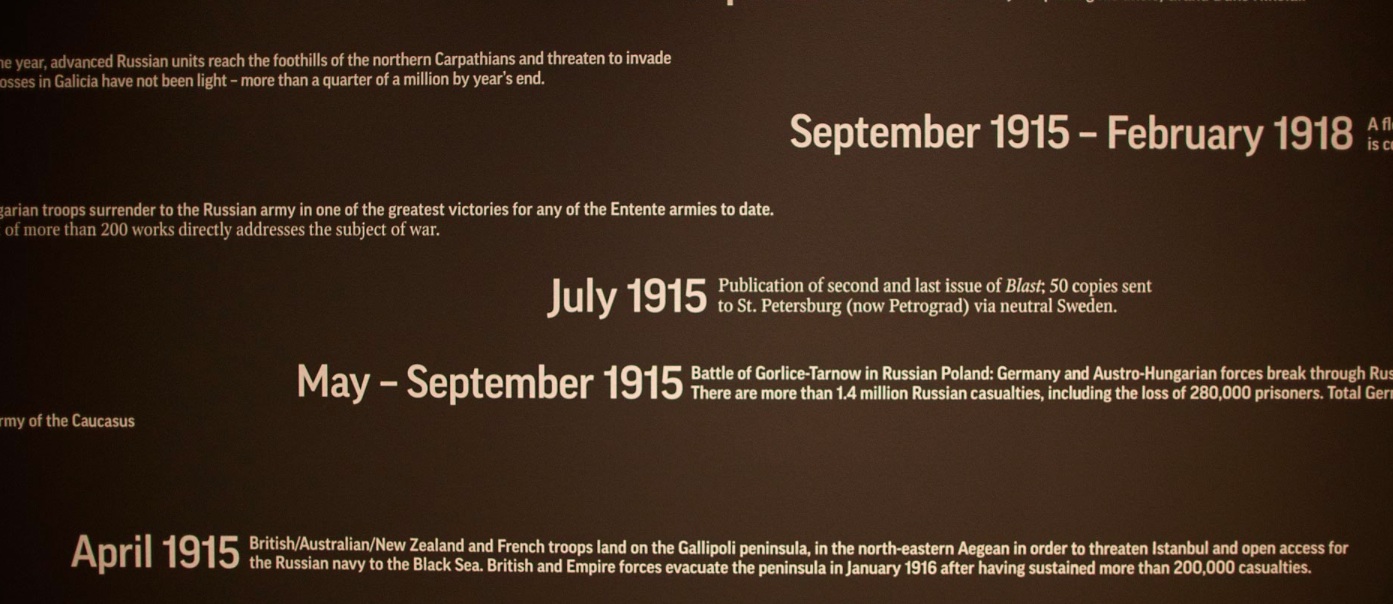 year, advanced Russian units reach the foothills of the northern Carpathians and threaten to invade
in Galicia have not been light – more than a quarter of a million by year's end.
September 1915 – February 1918
A
is
troops surrender to the Russian army in one of the greatest victories for any of the Entente armies to date.
of more than 200 works directly addresses the subject of war.
July 1915
Publication of second and last issue of Blast; 50 copies sent
to St. Petersburg (now Petrograd) via neutral Sweden.
May – September 1915
Battle of Gorlice-Tarnow in Russian Poland: Germany and Austro-Hungarian forces break through
There are more than 1.4 million Russian casualties, including the loss of 280,000 prisoners. Total
of the Caucasus
April 1915
British/Australian/New Zealand and French troops land on the Gallipoli peninsula, in the north-eastern Aegean in order to threaten Istanbul and open access for
the Russian navy to the Black Sea. British and Empire forces evacuate the peninsula in January 1916 after having sustained more than 200,000 casualties.